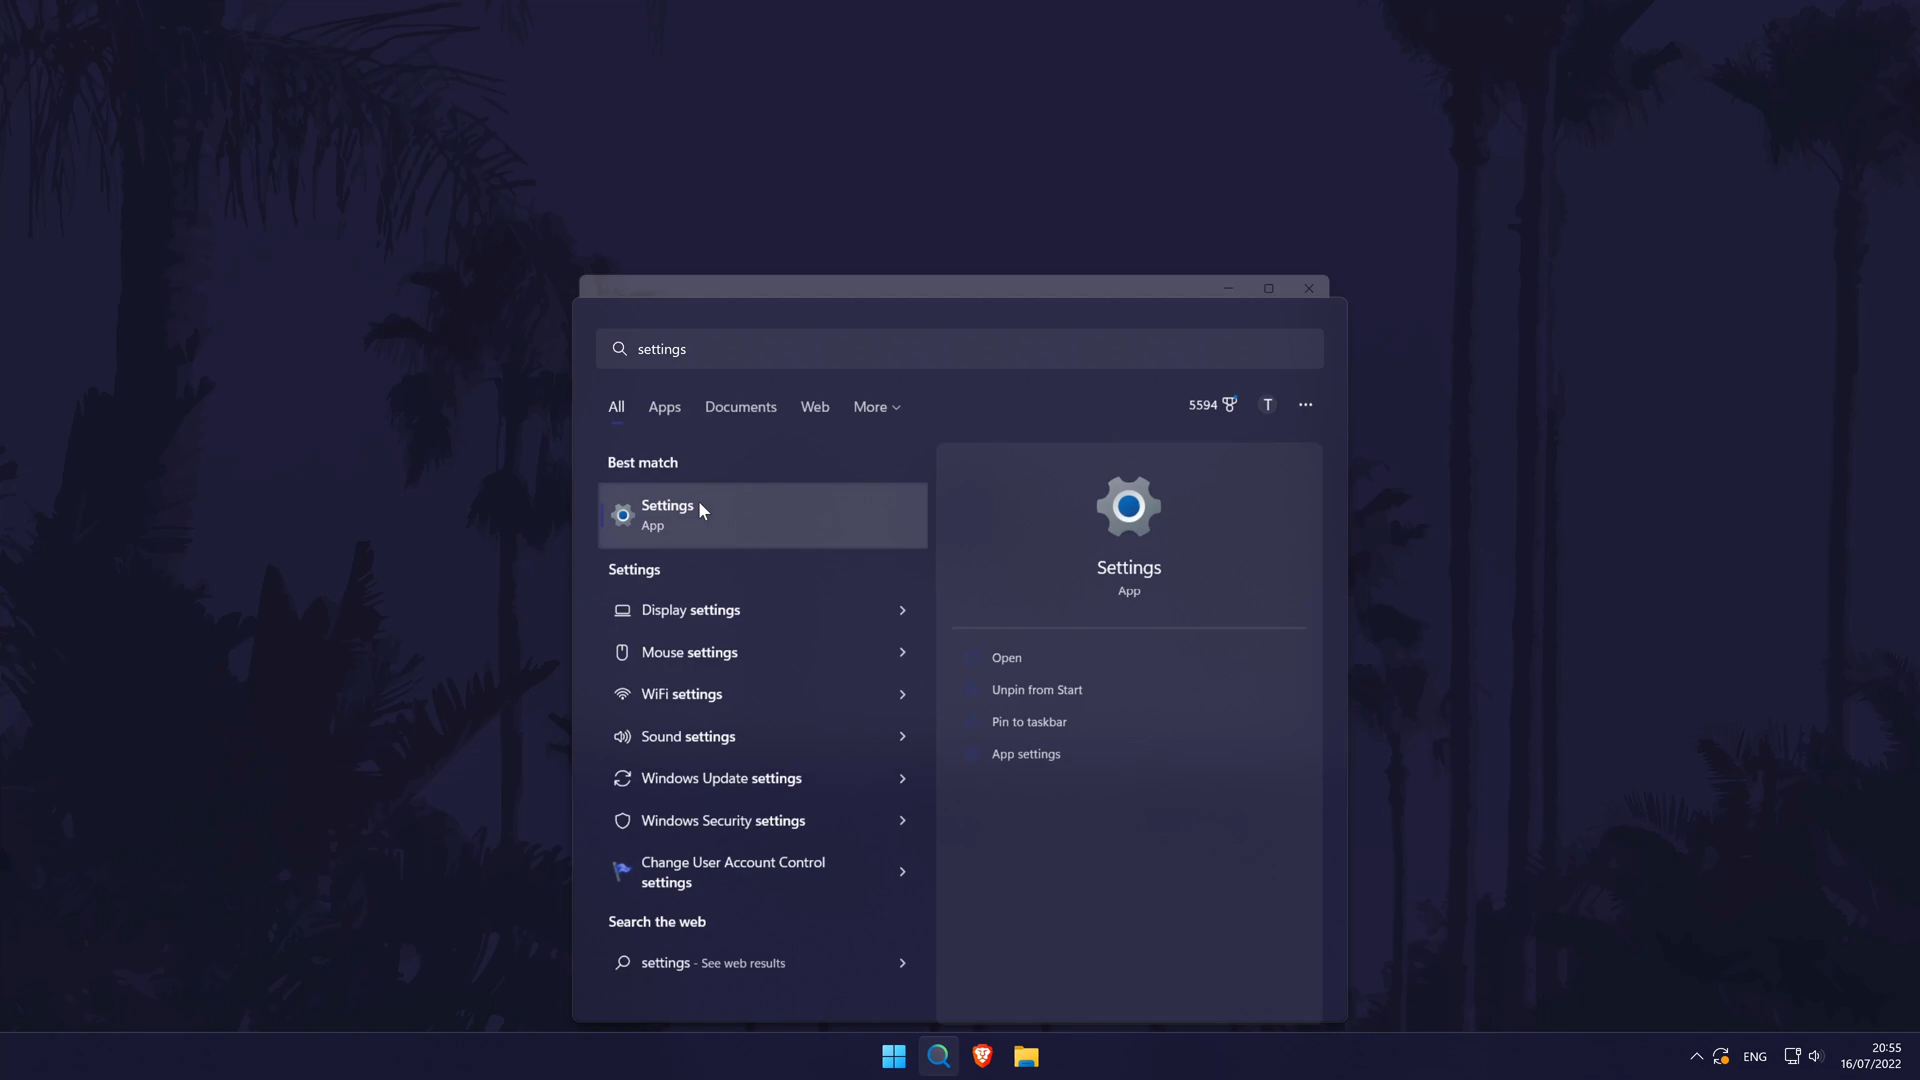 settings
All Apps Documents Web More
5594 T
Best match
Settings
App
Settings
Display settings
Mouse settings
WiFi settings
Sound settings
Windows Update settings
Windows Security settings
Change User Account Control
settings
Search the web
settings - See web results
Settings
App
Open
Unpin from Start
Pin to taskbar
App settings
ENG
20:55
16/07/2022